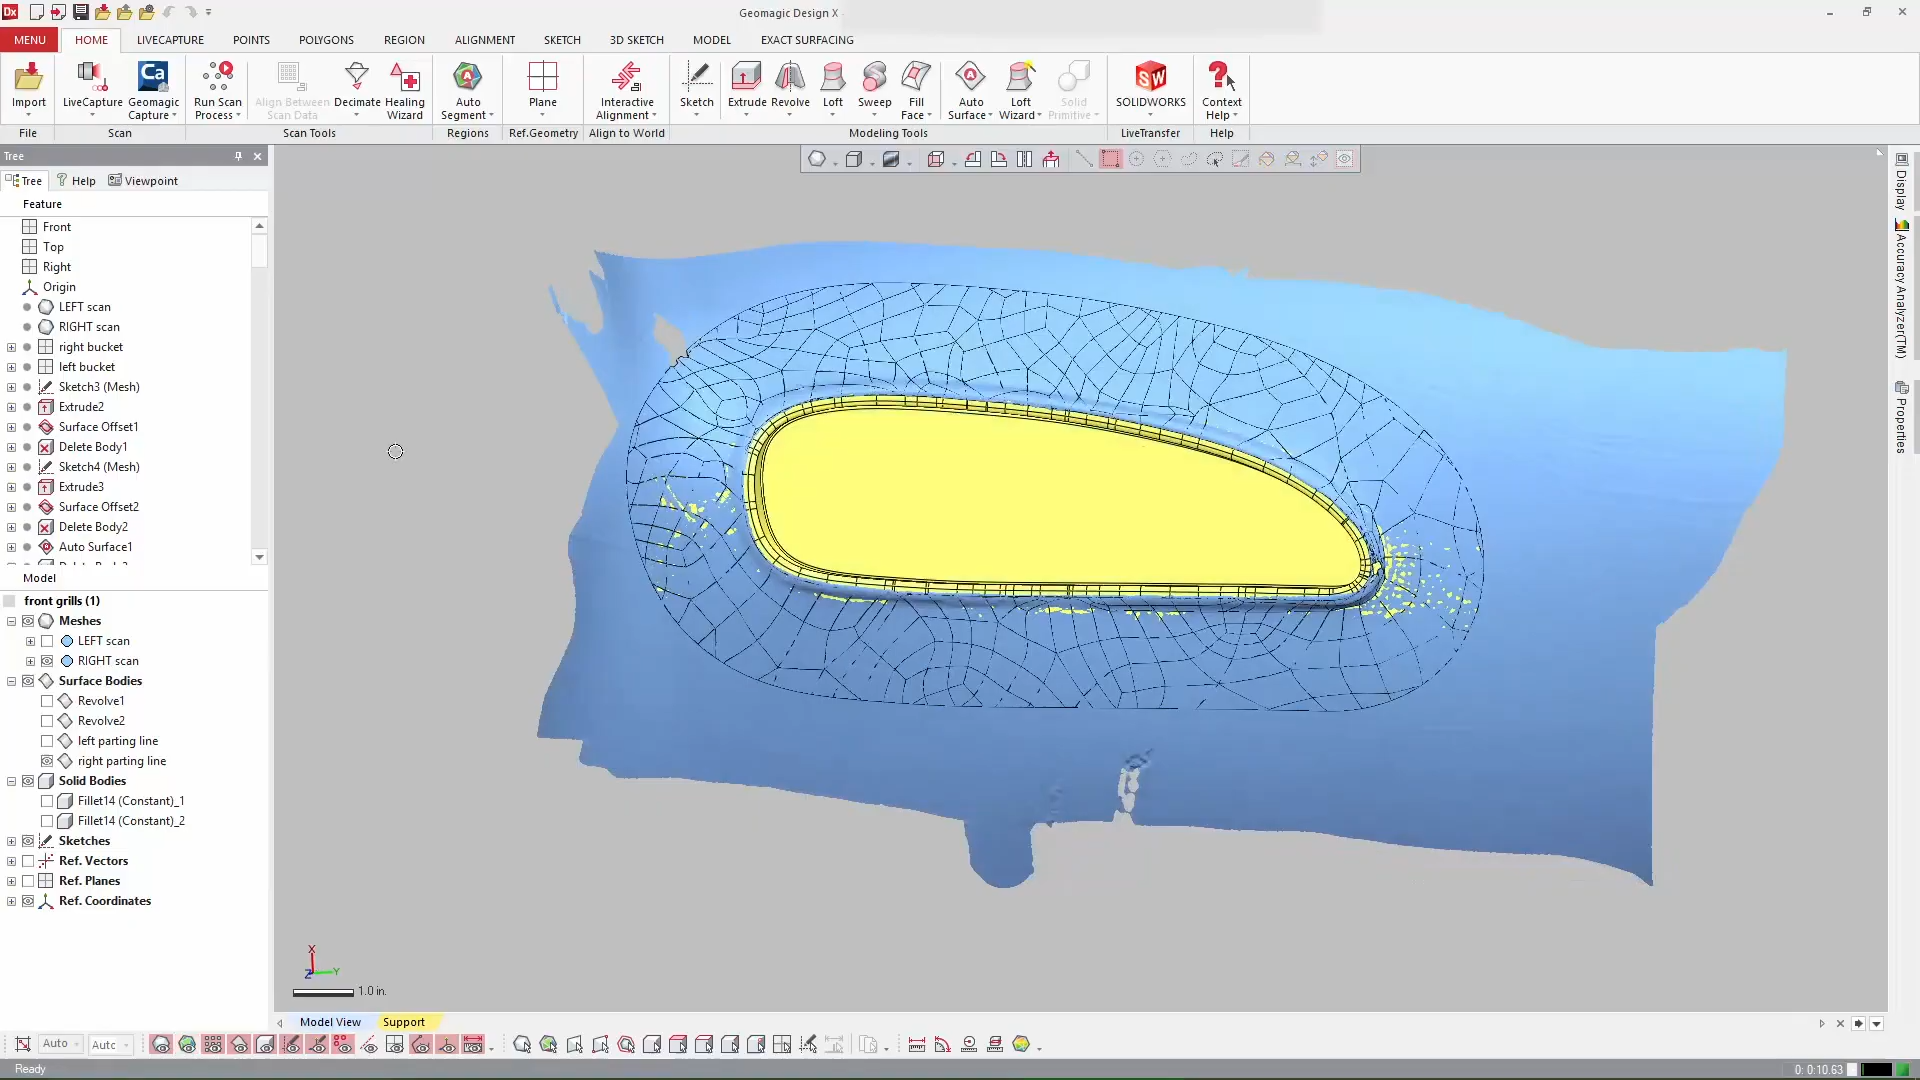 Dx
Geomagic Design X
MENU HOME LIVECAPTURE POINTS POLYGONS REGION ALIGNMENT SKETCH 3D SKETCH MODEL EXACT SURFACING
Import LiveCapture Geomagic Capture Run Scan Process Align Between Scan Data Decimate Healing Wizard Auto Segment Plane Interactive Alignment Sketch Extrude Revolve Loft Sweep Fill Face Auto Surface Loft Wizard Solid Primitive SOLIDWORKS Context Help
File Scan Scan Tools Regions Ref.Geometry Align to World Modeling Tools LiveTransfer Help
Tree
Tree Help Viewpoint
Feature
Front
Top
Right
Origin
LEFT scan
RIGHT scan
right bucket
left bucket
Sketch3 (Mesh)
Extrude2
Surface Offset1
Delete Body1
Sketch4 (Mesh)
Extrude3
Surface Offset2
Delete Body2
Auto Surface1
Model
front grills (1)
Meshes
LEFT scan
RIGHT scan
Surface Bodies
Revolve1
Revolve2
left parting line
right parting line
Solid Bodies
Fillet14 (Constant)_1
Fillet14 (Constant)_2
Sketches
Ref. Vectors
Ref. Planes
Ref. Coordinates
Display
Accuracy Analyzer(TM)
Properties
X
Z Y
1.0 in.
Model View Support
Auto Auto
Ready
0: 0:10.63